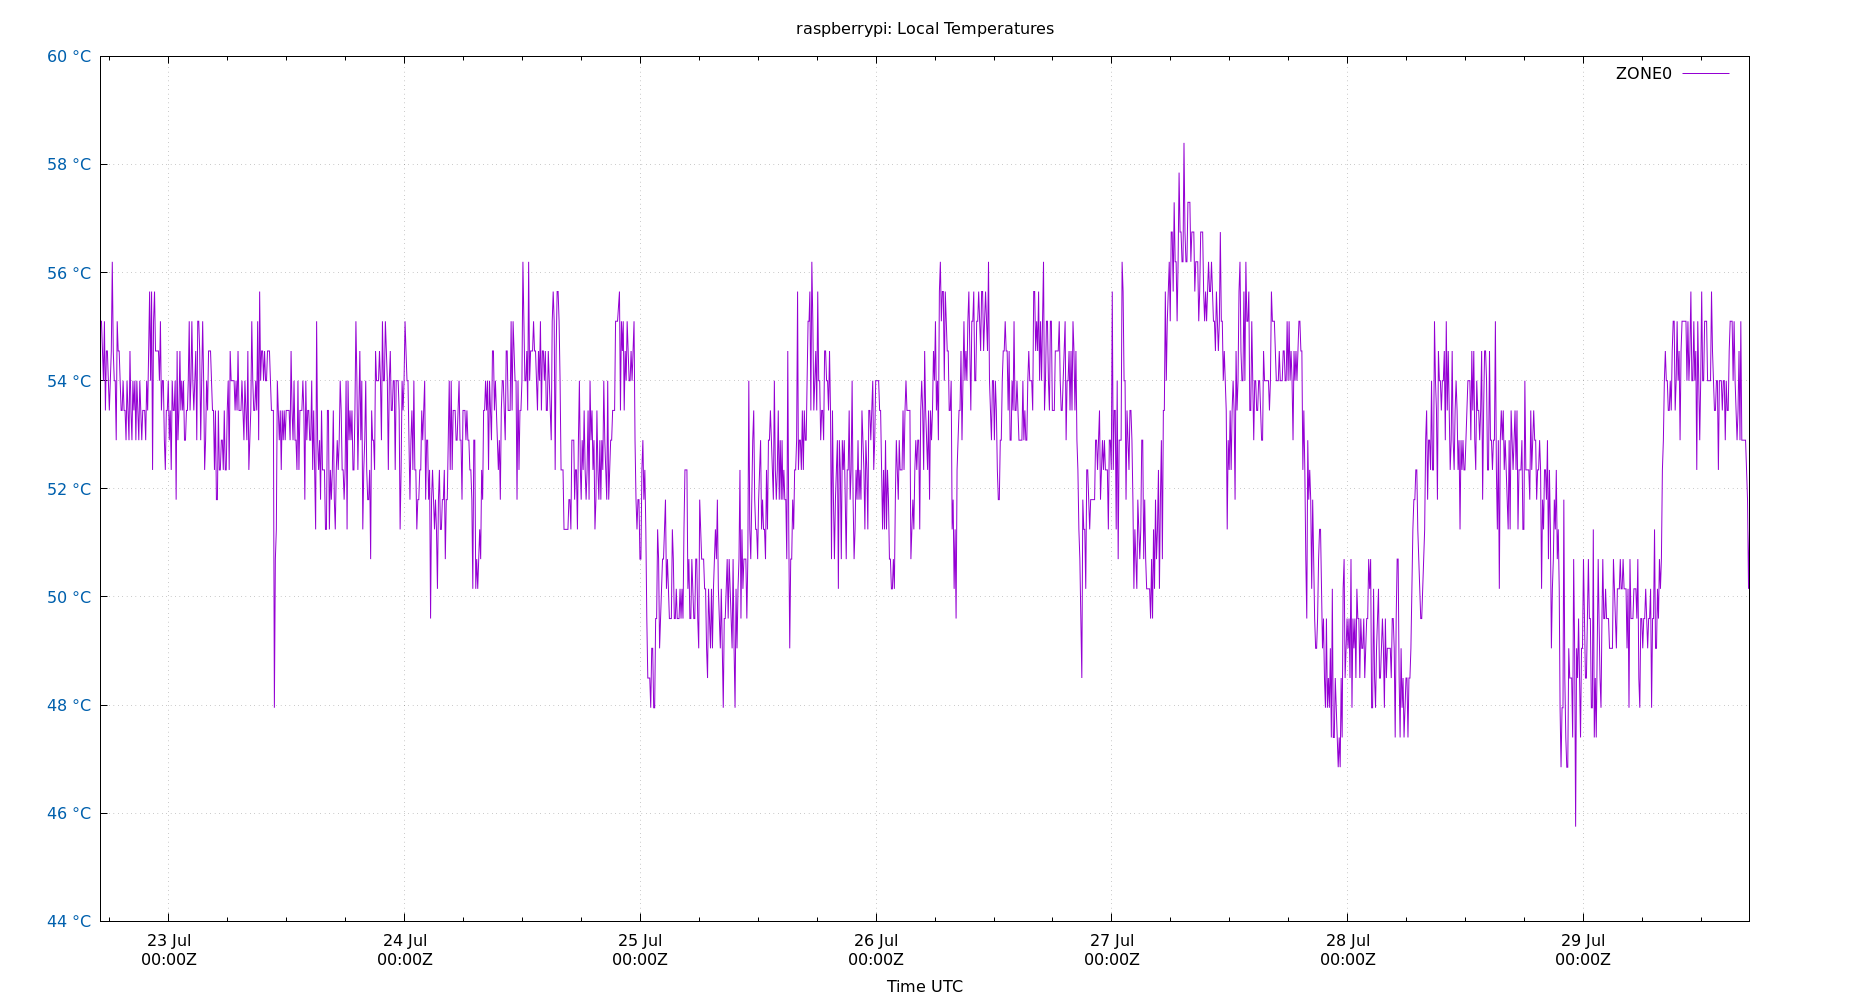 raspberrypi: Local Temperatures
60 °C
ZONE0
58 °C
56 °C
54 °C
52 °C
50 °C
48 °C
46 °C
44 °C
23 Jul 24 Jul 25 Jul 26 Jul 27 Jul 28 Jul 29 Jul
00:00Z 00:00Z 00:00Z 00:00Z 00:00Z 00:00Z 00:00Z
Time UTC